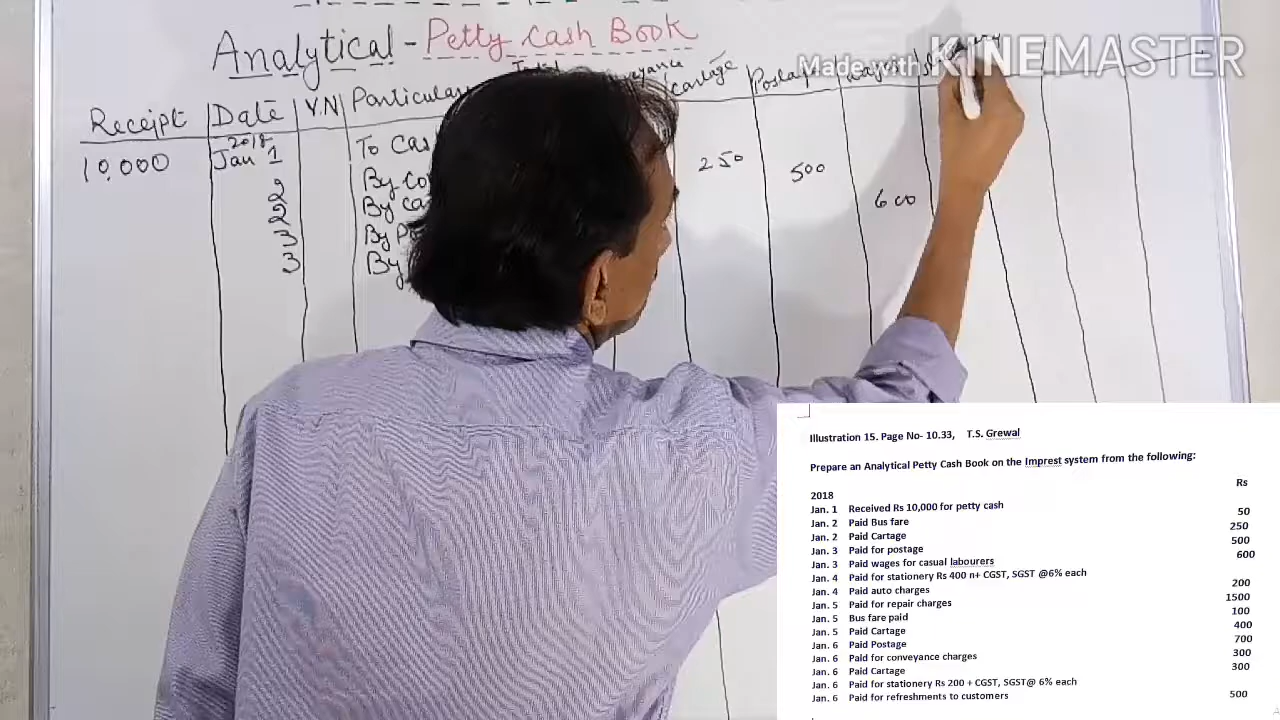 Analytical - Petty Cash Book
Receipt Date V.N Particulars Cartage
10,000 2018 Jan 1 To Cas
2 By Co 250
2 By Ca 500
3 By P 600
3 By
Made with KINEMASTER
Illustration 15. Page No- 10.33, T.S. Grewal
Prepare an Analytical Petty Cash Book on the Imprest system from the following:
Rs
2018
Jan. 1 Received Rs 10,000 for petty cash
Jan. 2 Paid Bus fare 50
Jan. 2 Paid Cartage 250
Jan. 3 Paid for postage 500
Jan. 3 Paid wages for casual labourers 600
Jan. 4 Paid for stationery Rs 400 n+ CGST, SGST @6% each
Jan. 4 Paid auto charges 200
Jan. 5 Paid for repair charges 1500
Jan. 5 Bus fare paid 100
Jan. 5 Paid Cartage 400
Jan. 6 Paid Postage 700
Jan. 6 Paid for conveyance charges 300
Jan. 6 Paid Cartage 300
Jan. 6 Paid for stationery Rs 200 + CGST, SGST@ 6% each
Jan. 6 Paid for refreshments to customers 500